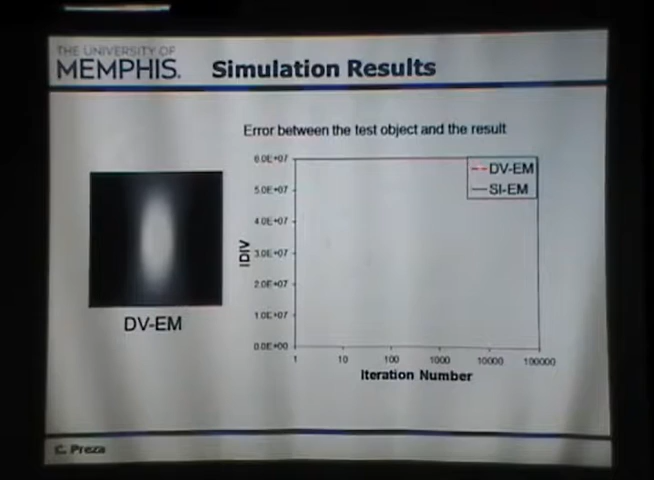 THE UNIVERSITY OF
MEMPHIS.
Simulation Results
Error between the test object and the result
6.0E+07
5.0E+07
4.0E+07
3.0E+07
2.0E+07
1.0E+07
0.0E+00
IDIV
DV-EM
SI-EM
1 10 100 1000 10000 100000
Iteration Number
DV-EM
C. Preza